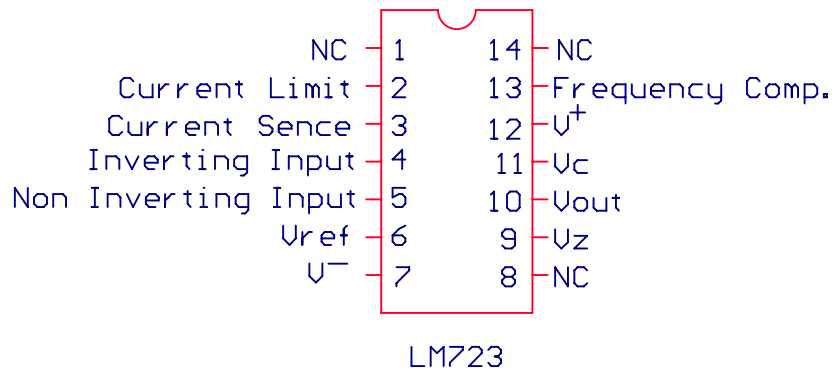 NC 1 14 NC
Current Limit 2 13 Frequency Comp.
Current Sence 3 12 V+
Inverting Input 4 11 Vc
Non Inverting Input 5 10 Vout
Vref 6 9 Vz
V− 7 8 NC
LM723